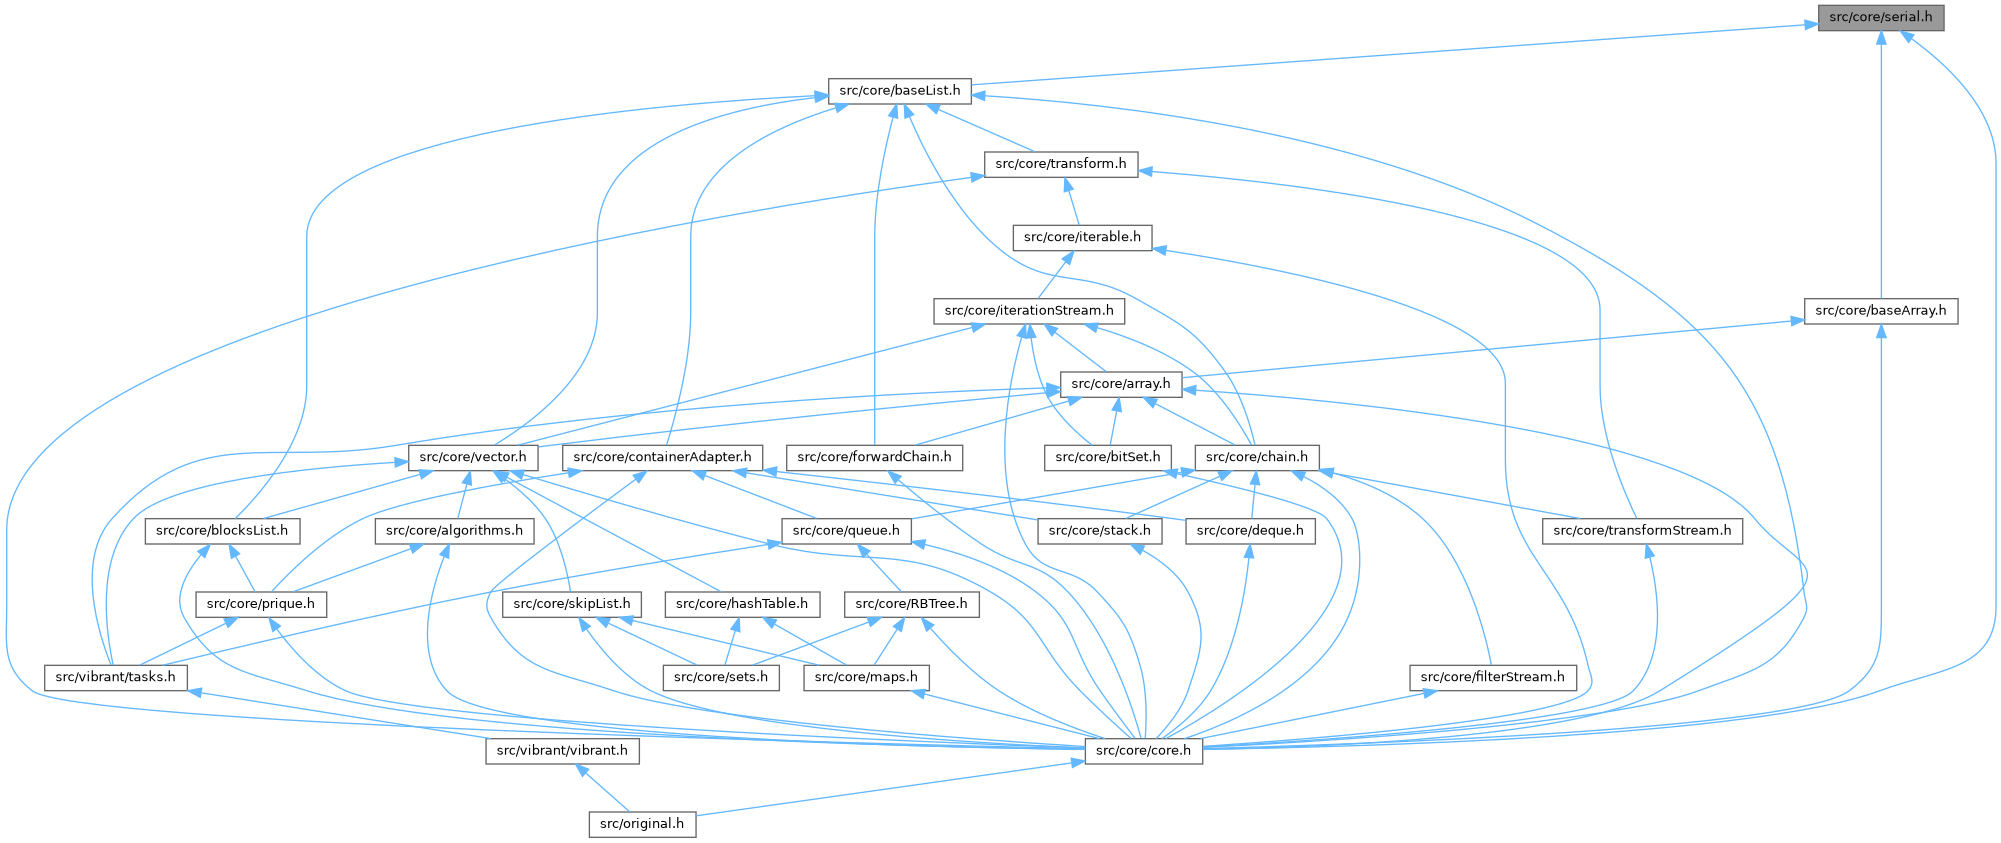 src/core/serial.h
src/core/baseList.h
src/core/transform.h
src/core/iterable.h
src/core/iterationStream.h
src/core/baseArray.h
src/core/array.h
src/core/vector.h
src/core/containerAdapter.h
src/core/forwardChain.h
src/core/bitSet.h
src/core/chain.h
src/core/blocksList.h
src/core/algorithms.h
src/core/queue.h
src/core/stack.h
src/core/deque.h
src/core/transformStream.h
src/core/prique.h
src/core/skipList.h
src/core/hashTable.h
src/core/RBTree.h
src/vibrant/tasks.h
src/core/sets.h
src/core/maps.h
src/core/filterStream.h
src/vibrant/vibrant.h
src/core/core.h
src/original.h